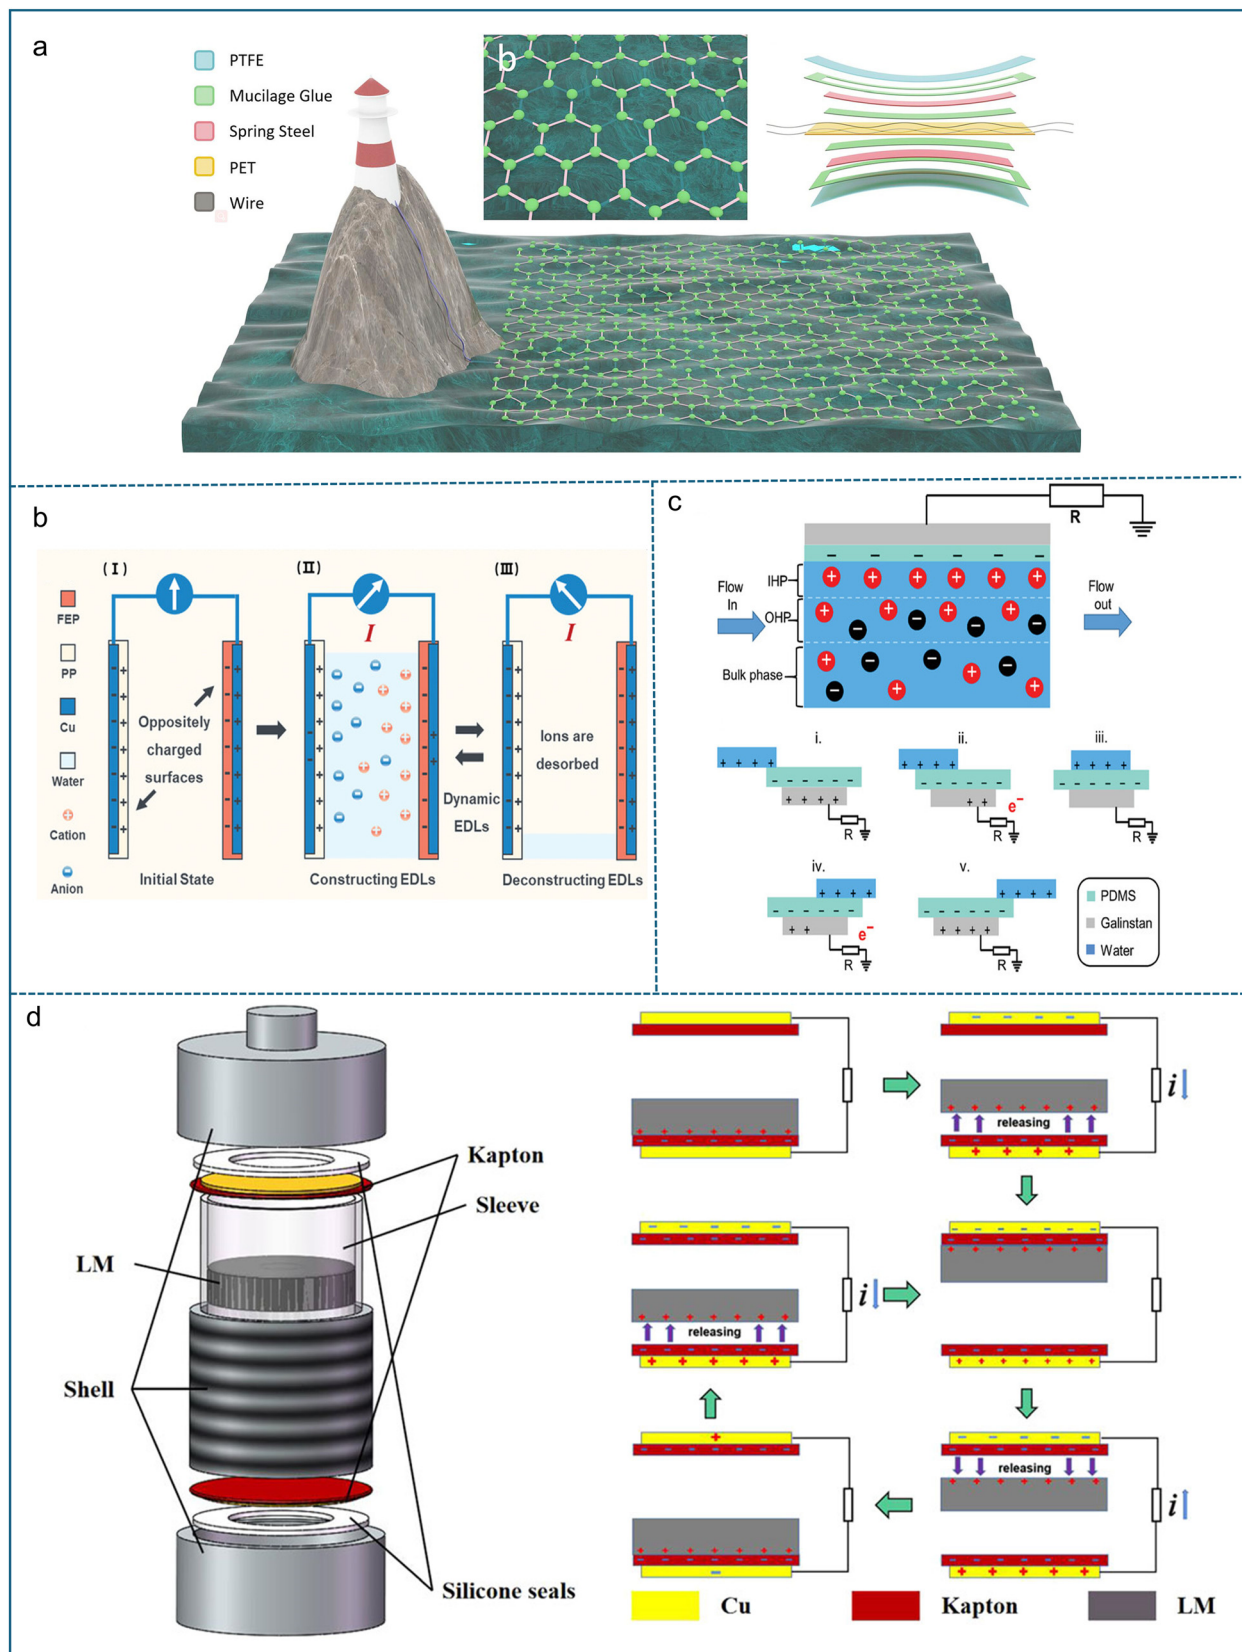 a
PTFE
Mucilage Glue
Spring Steel
PET
Wire
b
b
FEP
PP
Cu
Water
Cation
Anion
(I)
(II)
(III)
I
I
Oppositely
charged
surfaces
Dynamic
EDLs
Ions are
desorbed
Initial State
Constructing EDLs
Deconstructing EDLs
c
R
Flow
In
IHP
OHP
Bulk phase
Flow
out
i.
ii.
iii.
R
e⁻
R
R
iv.
v.
e⁻
R
R
PDMS
Galinstan
Water
d
Kapton
Sleeve
LM
Shell
Silicone seals
releasing
i
releasing
i
releasing
i
Cu
Kapton
LM